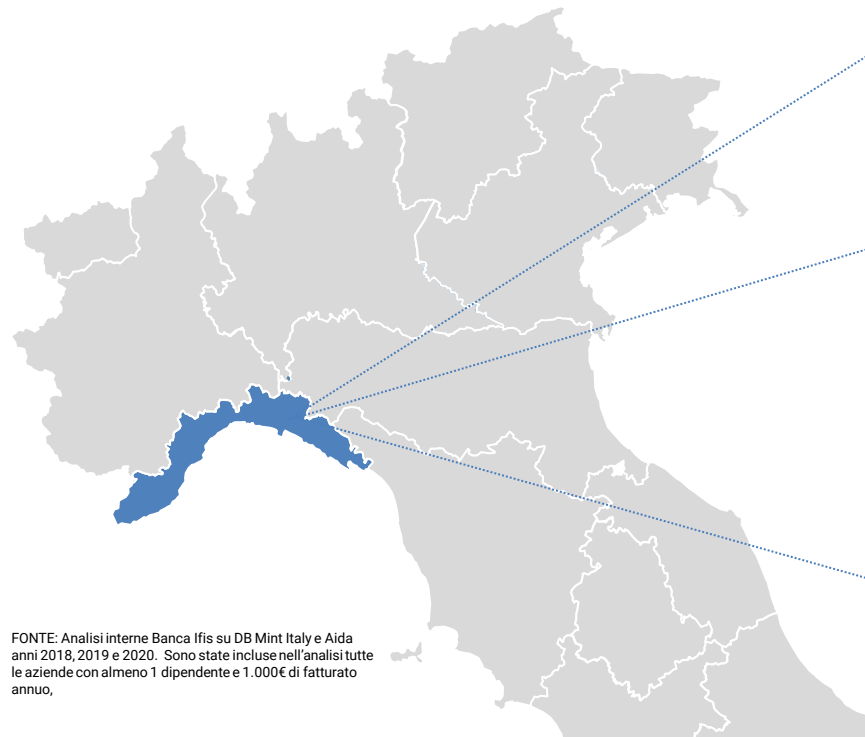 FONTE: Analisi interne Banca Ifis su DB Mint Italy e Aida
anni 2018, 2019 e 2020. Sono state incluse nell'analisi tutte
le aziende con almeno 1 dipendente e 1.000€ di fatturato
annuo,